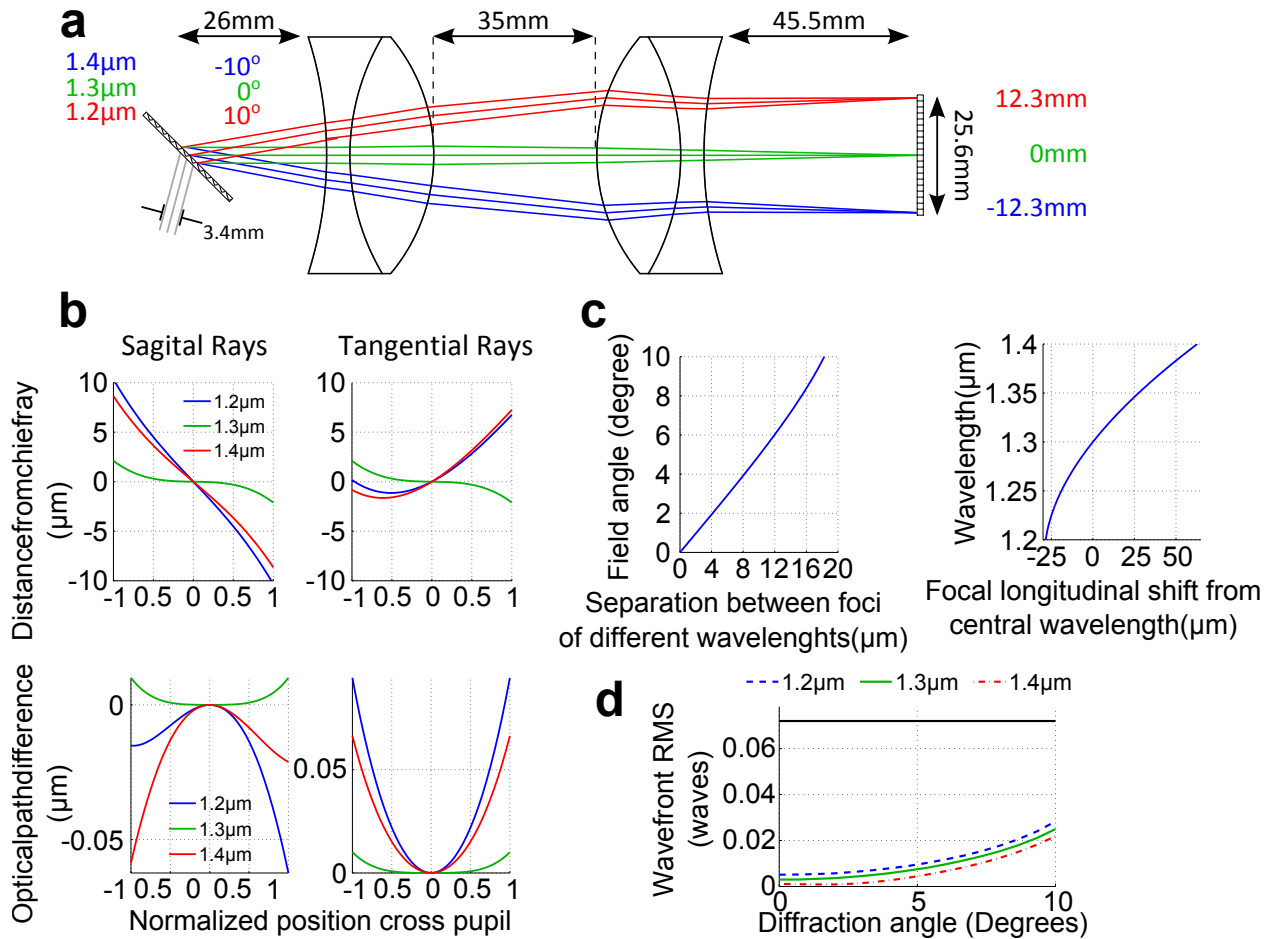 a
26mm
35mm
45.5mm
1.4µm
-10°
1.3µm
0°
1.2µm
10°
3.4mm
25.6mm
12.3mm
0mm
-12.3mm
b
Sagital Rays
Tangential Rays
Distancefromchiefray
(µm)
10
5
0
-5
-10
1.2µm
1.3µm
1.4µm
-1 0.5 0 0.5 1
10
5
0
-5
-10
-1 0.5 0 0.5 1
Opticalpathdifference
(µm)
0
-0.05
1.2µm
1.3µm
1.4µm
-1 0.5 0 0.5 1
0.05
0
-1 0.5 0 0.5 1
Normalized position cross pupil
c
Field angle (degree)
10
8
6
4
2
0
0 4 8 12 16 20
Separation between foci
of different wavelenghts(µm)
Wavelength(µm)
1.4
1.35
1.3
1.25
1.2
-25 0 25 50
Focal longitudinal shift from
central wavelength(µm)
d
1.2µm 1.3µm 1.4µm
Wavefront RMS
(waves)
0.06
0.04
0.02
0
0 5 10
Diffraction angle (Degrees)